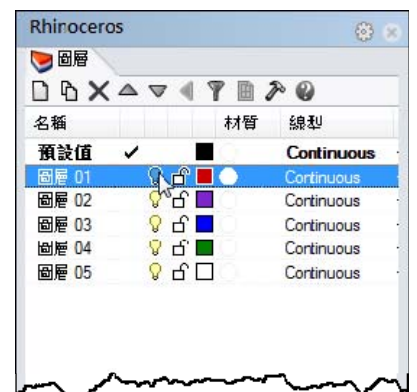 Rhinoceros
圖層
名稱 材質 線型
預設值 Continuous
圖層 01 Continuous
圖層 02 Continuous
圖層 03 Continuous
圖層 04 Continuous
圖層 05 Continuous